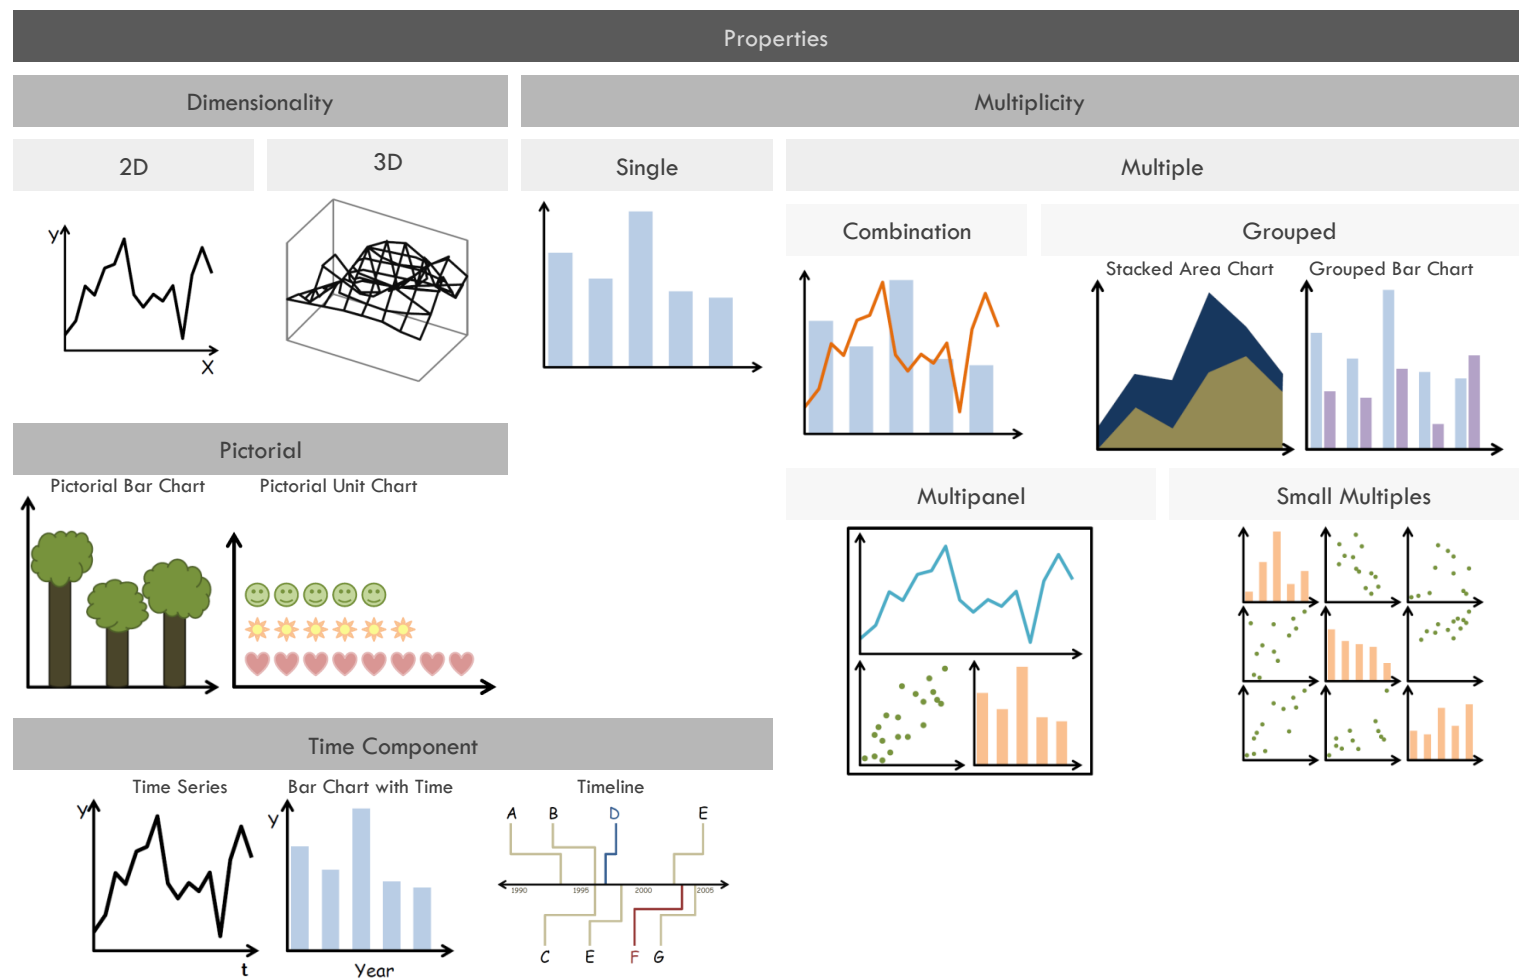 Properties
Dimensionality
Multiplicity
2D
3D
Single
Multiple
Combination
Grouped
Stacked Area Chart
Grouped Bar Chart
Y
X
Pictorial
Pictorial Bar Chart
Pictorial Unit Chart
Multipanel
Small Multiples
Time Component
Time Series
Bar Chart with Time
Timeline
Y
t
Y
Year
A B D E
1990 1995 2000 2005
C E F G